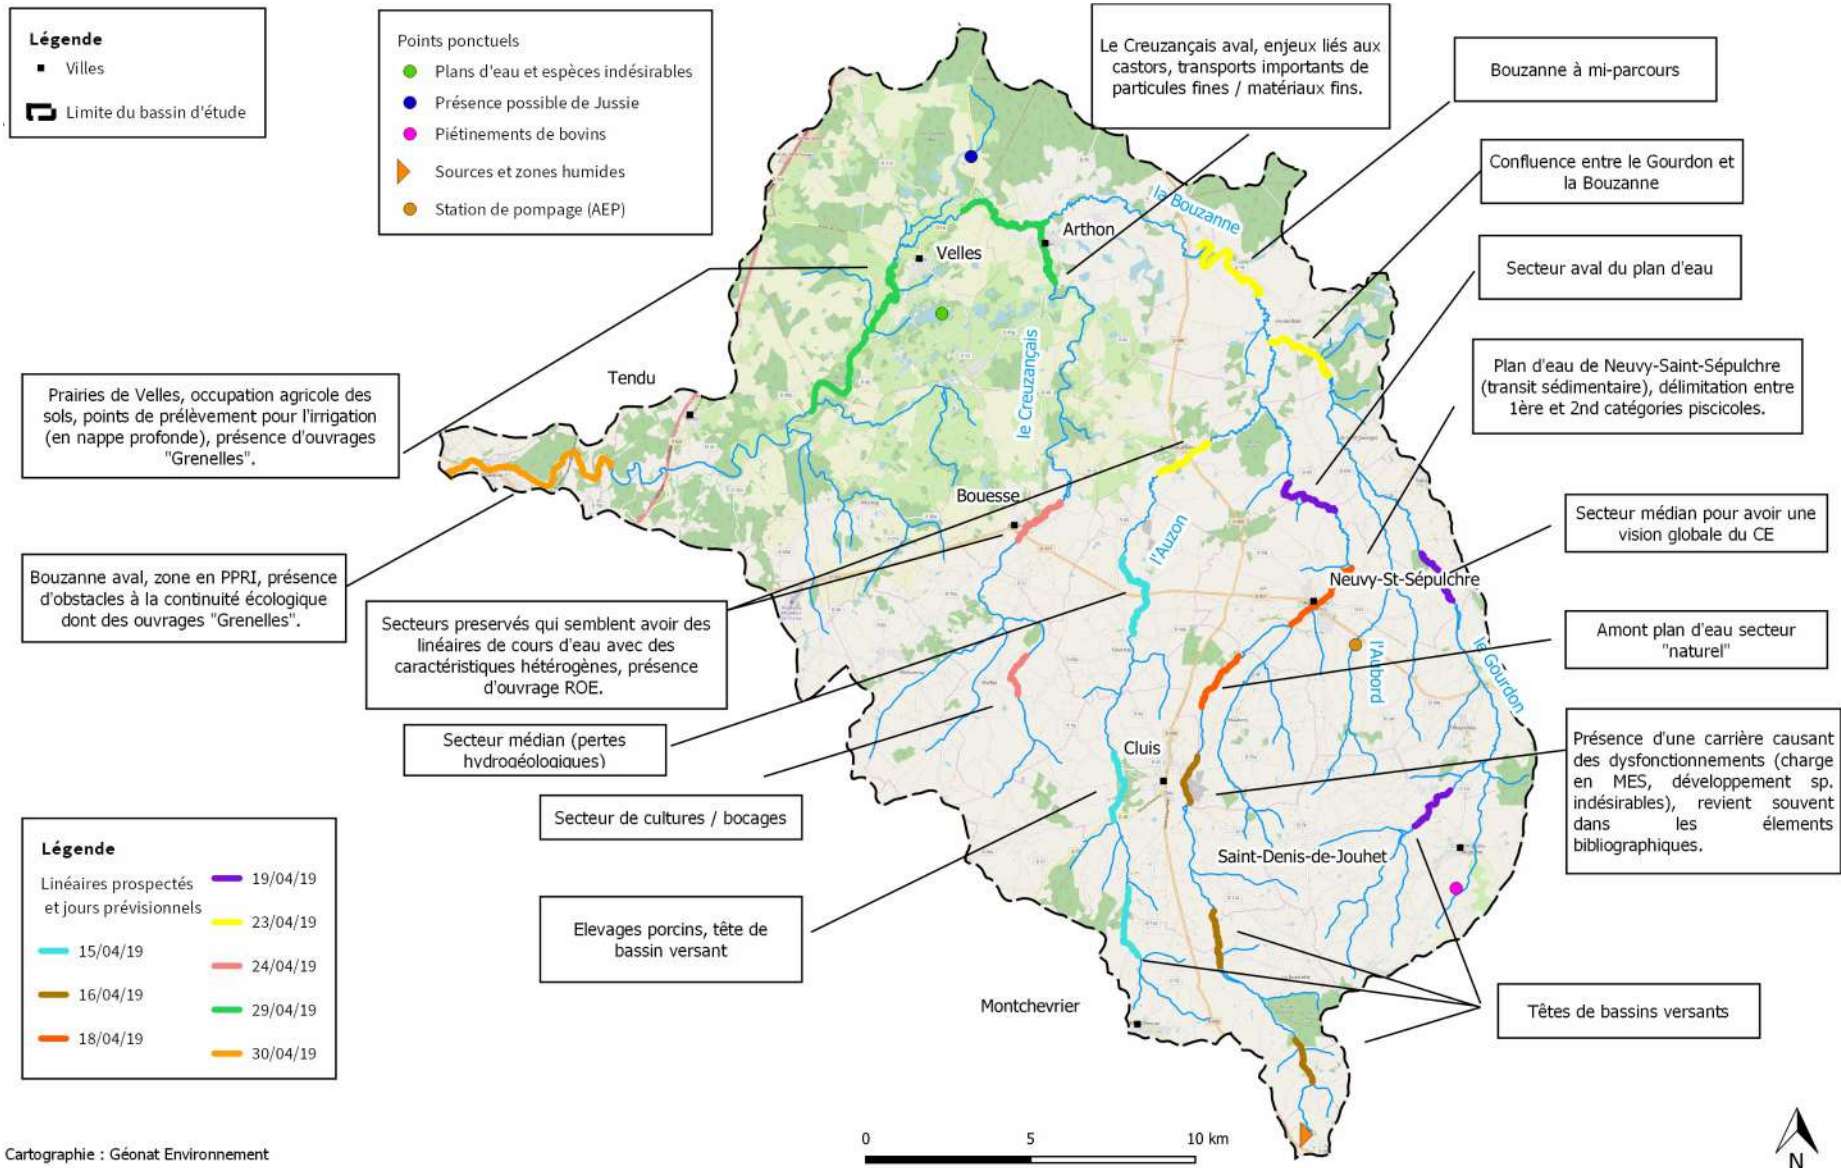 Légende
Villes
Limite du bassin d'étude
Points ponctuels
Plans d'eau et espèces indésirables
Présence possible de Jussie
Piétinements de bovins
Sources et zones humides
Station de pompage (AEP)
Le Creuzançais aval, enjeux liés aux
castors, transports importants de
particules fines / matériaux fins.
Bouzanne à mi-parcours
Confluence entre le Gourdon et
la Bouzanne
Secteur aval du plan d'eau
Plan d'eau de Neuvy-Saint-Sépulchre
(transit sédimentaire), délimitation entre
1ère et 2nd catégories piscicoles.
Secteur médian pour avoir une
vision globale du CE
Amont plan d'eau secteur
"naturel"
Présence d'une carrière causant
des dysfonctionnements (charge
en MES, développement sp.
indésirables), revient souvent
dans les élements
bibliographiques.
Têtes de bassins versants
Prairies de Velles, occupation agricole des
sols, points de prélèvement pour l'irrigation
(en nappe profonde), présence d'ouvrages
"Grenelles".
Bouzanne aval, zone en PPRI, présence
d'obstacles à la continuité écologique
dont des ouvrages "Grenelles".
Secteurs preservés qui semblent avoir des
linéaires de cours d'eau avec des
caractéristiques hétérogènes, présence
d'ouvrage ROE.
Secteur médian (pertes
hydrogéologiques)
Secteur de cultures / bocages
Elevages porcins, tête de
bassin versant
la Bouzanne
Arthon
Velles
le Creuzançais
Tendu
Bouesse
l'Auzon
Neuvy-St-Sépulchre
l'Aubord
le Gourdon
Cluis
Saint-Denis-de-Jouhet
Montchevrier
Légende
Linéaires prospectés
et jours prévisionnels
15/04/19
16/04/19
18/04/19
19/04/19
23/04/19
24/04/19
29/04/19
30/04/19
Cartographie : Géonat Environnement
0 5 10 km
N